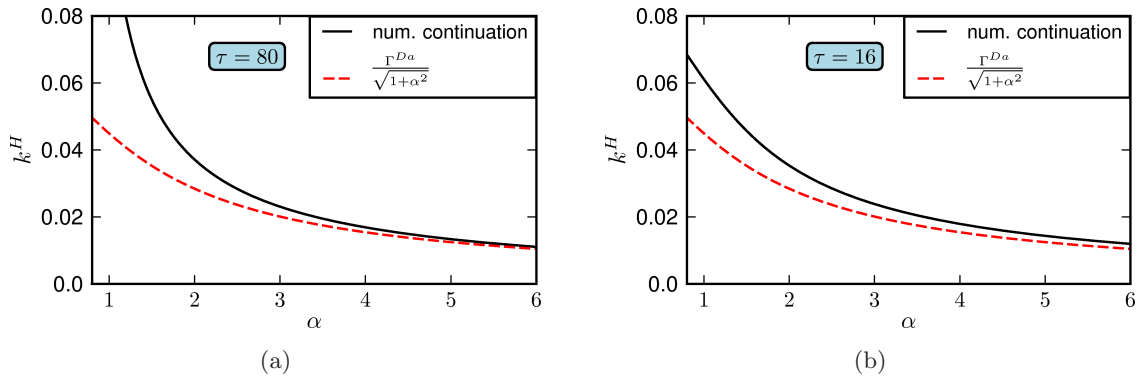 0.08
0.06
0.04
0.02
0.0
k^H
1 2 3 4 5 6
α
τ = 80
num. continuation
Γ^{Da} / √(1+α²)
(a)
0.08
0.06
0.04
0.02
0.0
k^H
1 2 3 4 5 6
α
τ = 16
num. continuation
Γ^{Da} / √(1+α²)
(b)